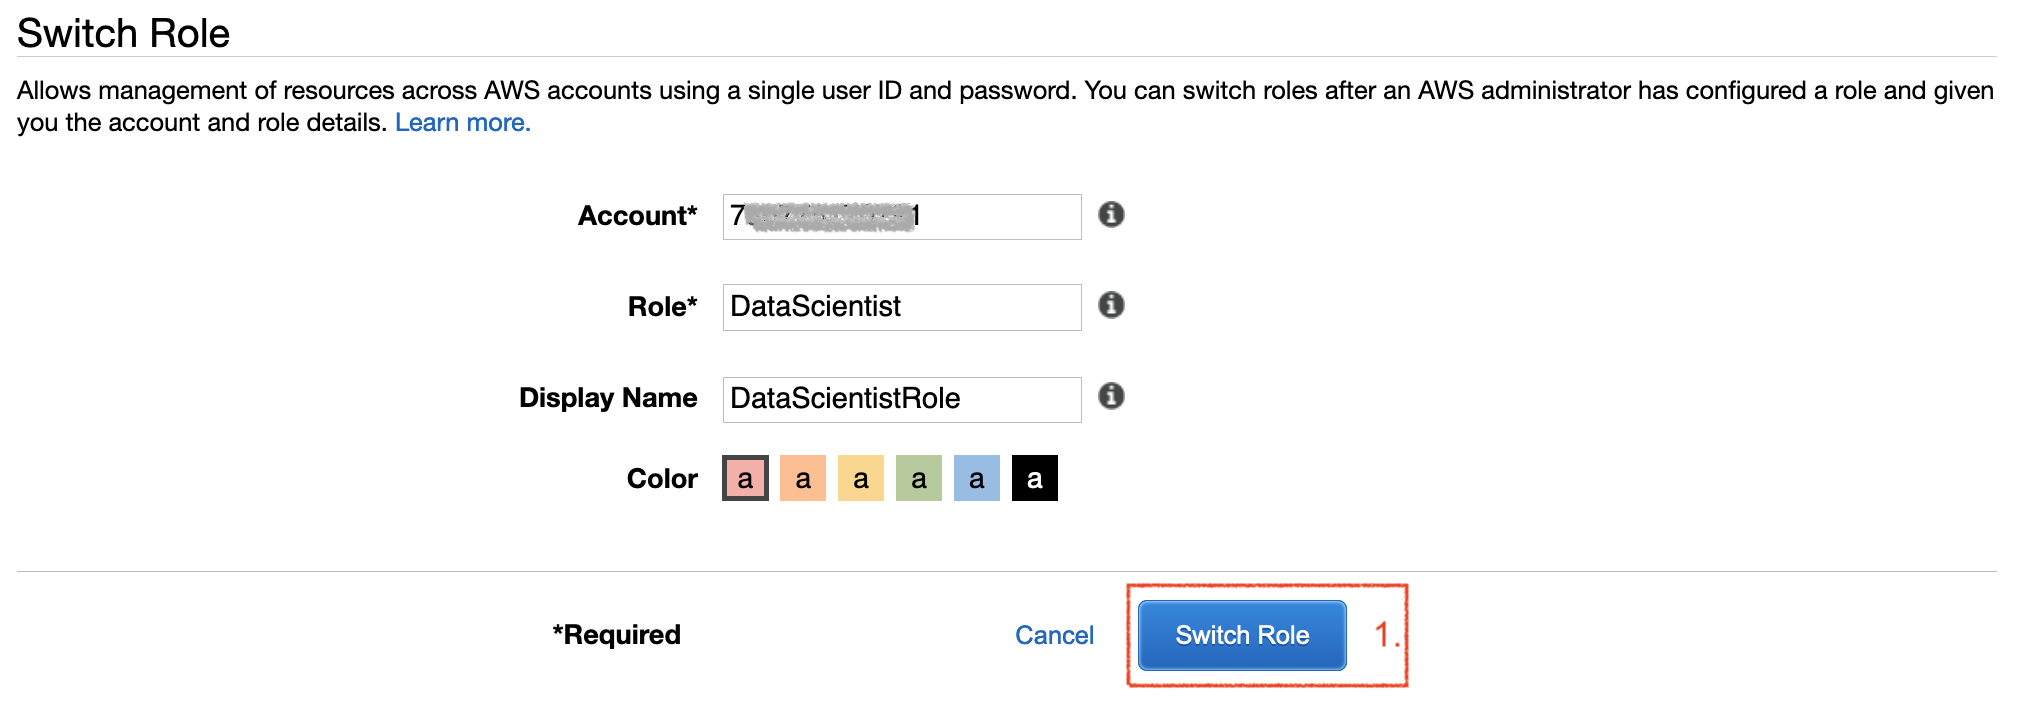 Switch Role
Allows management of resources across AWS accounts using a single user ID and password. You can switch roles after an AWS administrator has configured a role and given
you the account and role details. Learn more.
Account* 7 1
Role* DataScientist
Display Name DataScientistRole
Color a a a a a a
*Required Cancel Switch Role 1.